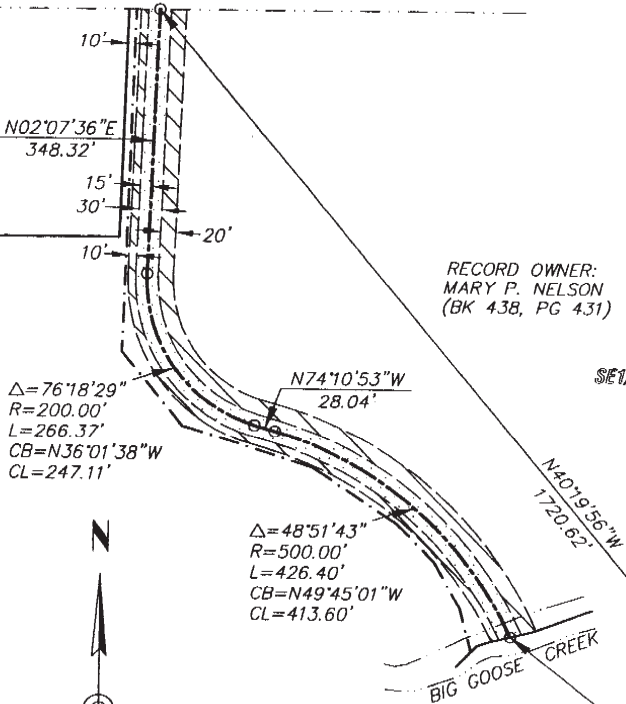 10'
N02°07'36"E
348.32'
15'
30'
20'
10'
RECORD OWNER:
MARY P. NELSON
(BK 438, PG 431)
SE1/
N74°10'53"W
28.04'
Δ=76°18'29"
R=200.00'
L=266.37'
CB=N36°01'38"W
CL=247.11'
N40°19'56"W
1720.62'
Δ=48°51'43"
R=500.00'
L=426.40'
CB=N49°45'01"W
CL=413.60'
N
BIG GOOSE CREEK